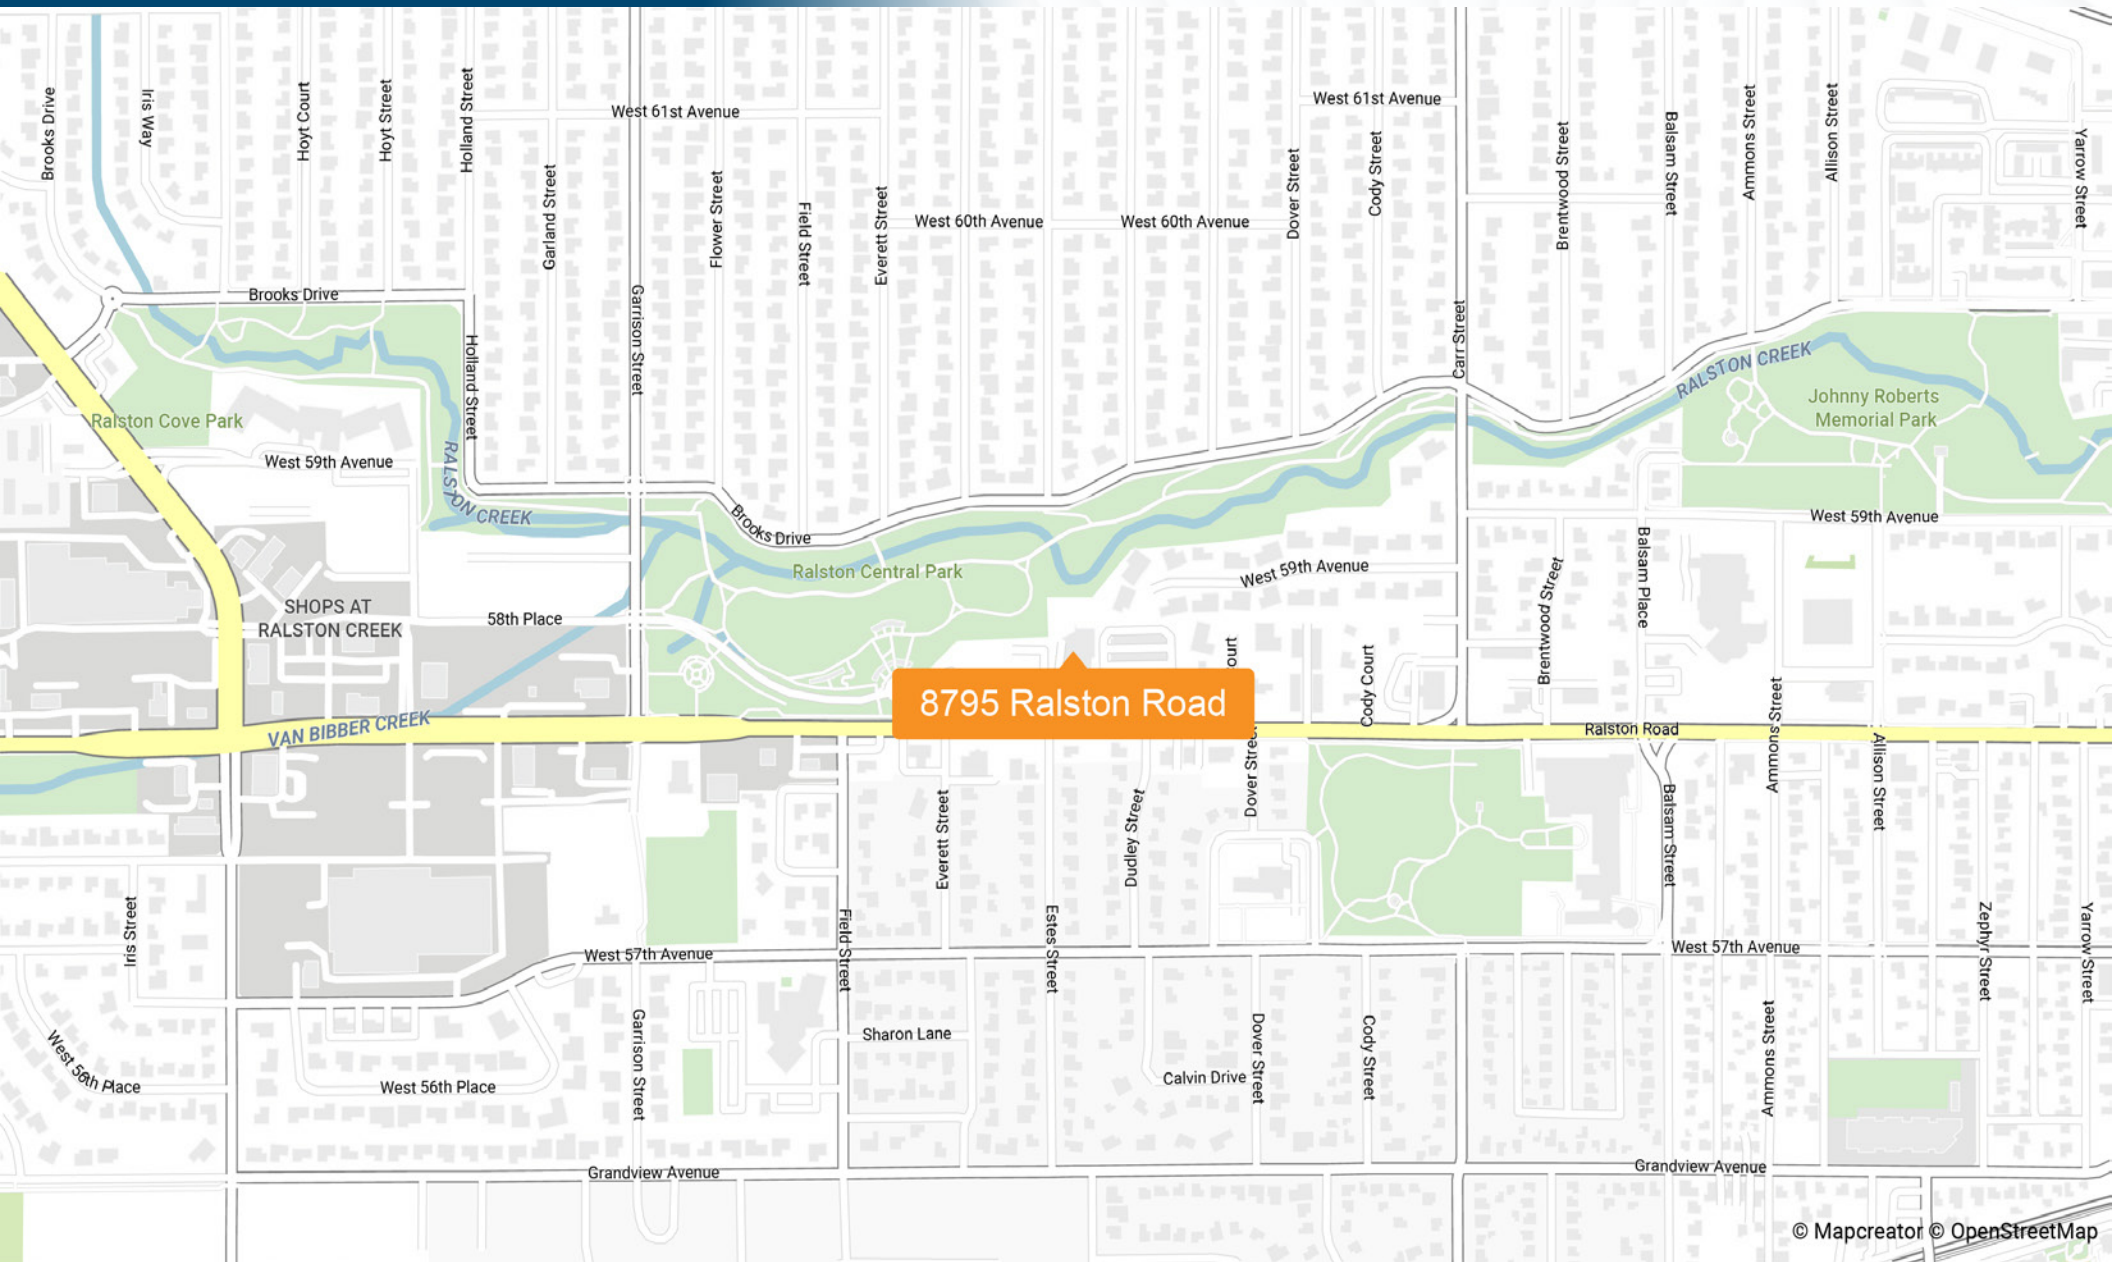 Brooks Drive
Iris Way
Hoyt Court
Hoyt Street
Holland Street
West 61st Avenue
West 61st Avenue
Garland Street
Flower Street
Field Street
Everett Street
West 60th Avenue
West 60th Avenue
Dover Street
Cody Street
Brentwood Street
Balsam Street
Ammons Street
Allison Street
Yarrow Street
Brooks Drive
Garrison Street
Holland Street
Carr Street
RALSTON CREEK
Johnny Roberts
Memorial Park
Ralston Cove Park
West 59th Avenue
RALSTON CREEK
Brooks Drive
West 59th Avenue
Ralston Central Park
West 59th Avenue
Brentwood Street
Balsam Place
SHOPS AT
RALSTON CREEK
58th Place
ourt
Cody Court
8795 Ralston Road
VAN BIBBER CREEK
Ralston Road
Ammons Street
Allison Street
Dover Street
Everett Street
Dudley Street
Balsam Street
Iris Street
Field Street
Estes Street
West 57th Avenue
West 57th Avenue
Zephyr Street
Yarrow Street
West 56th Place
West 56th Place
Garrison Street
Sharon Lane
Calvin Drive
Dover Street
Cody Street
Ammons Street
Grandview Avenue
Grandview Avenue
© Mapcreator © OpenStreetMap